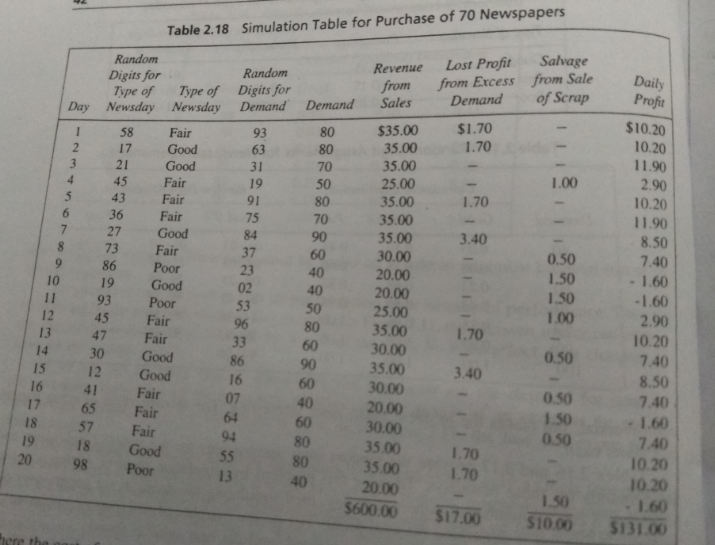 Table 2.18 Simulation Table for Purchase of 70 Newspapers
Random
Digits for Random Revenue Lost Profit Salvage
Type of Type of Digits for from from Excess from Sale Daily
Day Newsday Newsday Demand Demand Sales Demand of Scrap Profit
1 58 Fair 93 80 $35.00 $1.70 – $10.20
2 17 Good 63 80 35.00 1.70 – 10.20
3 21 Good 31 70 35.00 – – 11.90
4 45 Fair 19 50 25.00 – 1.00 2.90
5 43 Fair 91 80 35.00 1.70 – 10.20
6 36 Fair 75 70 35.00 – – 11.90
7 27 Good 84 90 35.00 3.40 – 8.50
8 73 Fair 37 60 30.00 – 0.50 7.40
9 86 Poor 23 40 20.00 – 1.50 - 1.60
10 19 Good 02 40 20.00 – 1.50 -1.60
11 93 Poor 53 50 25.00 – 1.00 2.90
12 45 Fair 96 80 35.00 1.70 – 10.20
13 47 Fair 33 60 30.00 – 0.50 7.40
14 30 Good 86 90 35.00 3.40 – 8.50
15 12 Good 16 60 30.00 – 0.50 7.40
16 41 Fair 07 40 20.00 – 1.50 - 1.60
17 65 Fair 64 60 30.00 – 0.50 7.40
18 57 Fair 94 80 35.00 1.70 – 10.20
19 18 Good 55 80 35.00 1.70 – 10.20
20 98 Poor 13 40 20.00 – 1.50 - 1.60
$600.00 $17.00 $10.00 $131.00